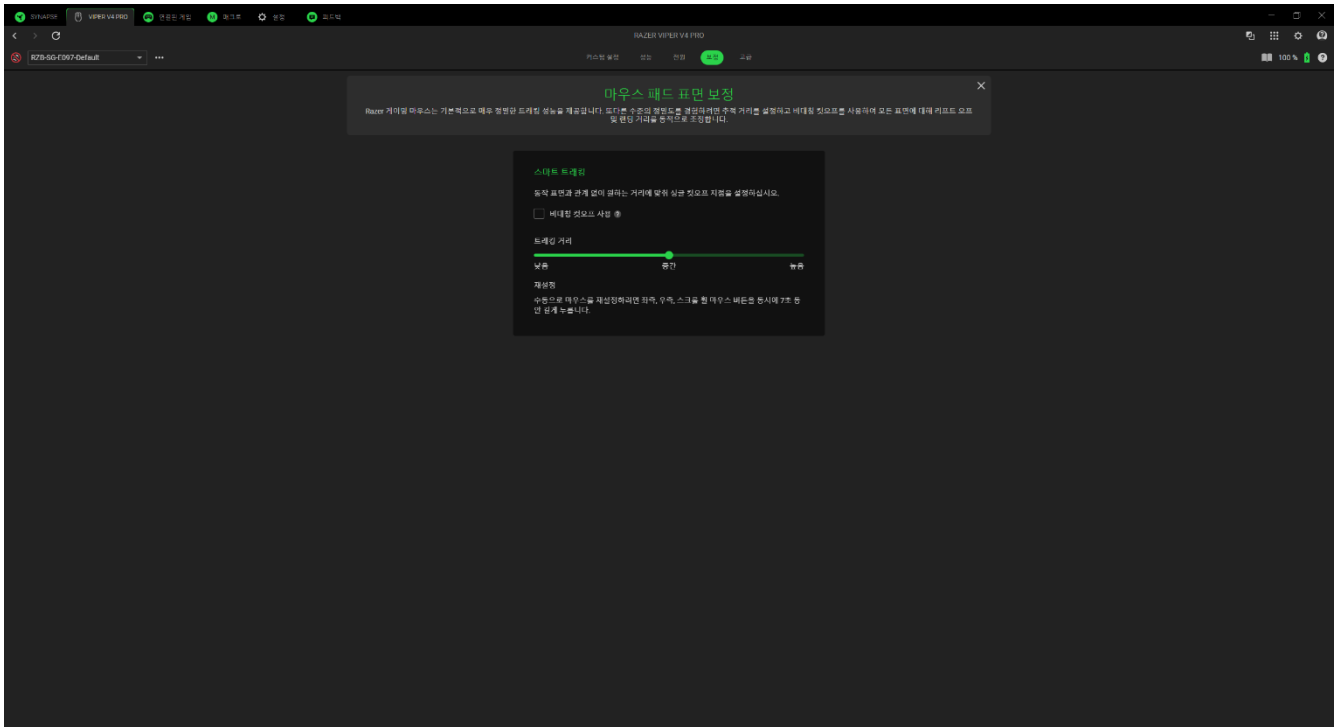 SYNAPSE VIPER V4 PRO 연결된 게임 매크로 설정 피드백
RAZER VIPER V4 PRO
RZB-SG-E097-Default 커스텀 설정 성능 전원 보정 도움 100 %
마우스 패드 표면 보정
Razer 게이밍 마우스는 기본적으로 매우 정밀한 트래킹 성능을 제공합니다. 또다른 수준의 정밀도를 경험하려면 추적 거리를 설정하고 비대칭 컷오프를 사용하여 모든 표면에 대해 리프트 오프
및 랜딩 거리를 동적으로 조정합니다.
스마트 트래킹
동작 표면과 관계 없이 원하는 거리에 맞춰 싱글 컷오프 지점을 설정하십시오.
비대칭 컷오프 사용
트래킹 거리
낮음 중간 높음
재설정
수동으로 마우스를 재설정하려면 좌측, 우측, 스크롤 휠 마우스 버튼을 동시에 7초 동
안 길게 누릅니다.